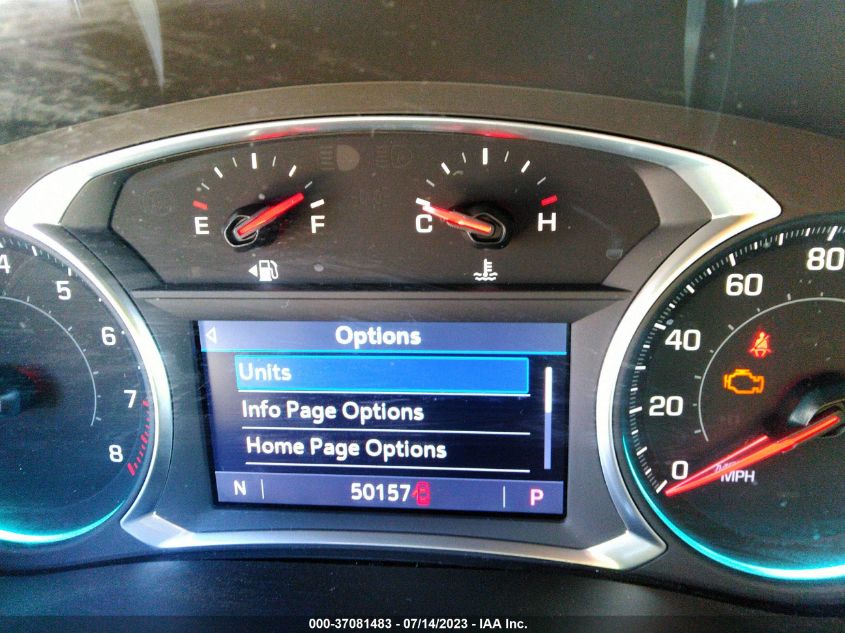 E F C H
4 5 6 7 8
Options
Units
Info Page Options
Home Page Options
N 50157 P
0 20 40 60 80
MPH
000-37081483 - 07/14/2023 - IAA Inc.